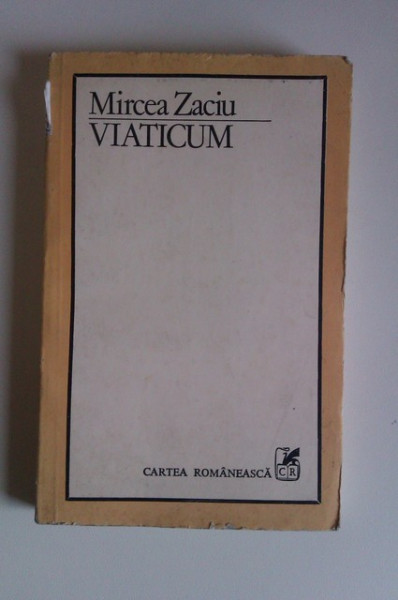 Mircea Zaciu
VIATICUM
CARTEA ROMÂNEASCĂ
CR